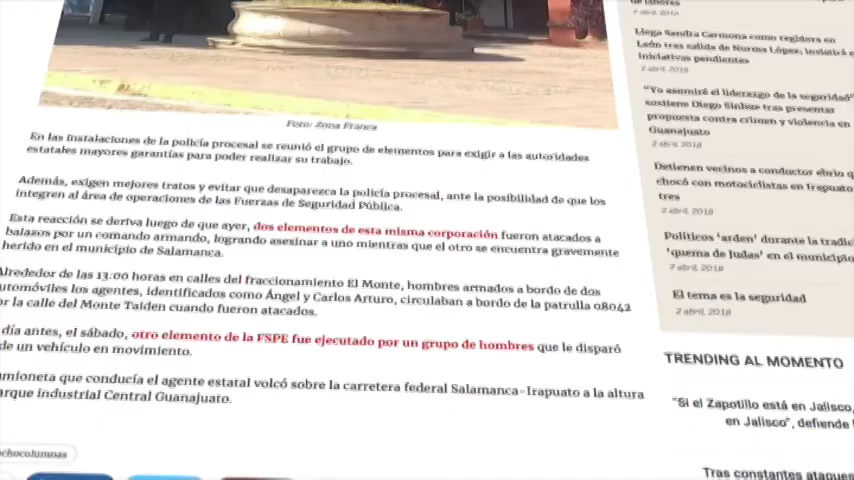 Foto: Zona Franca
En las instalaciones de la policía procesal se reunió el grupo de elementos para exigir a las autoridades
estatales mayores garantías para poder realizar su trabajo.
Además, exigen mejores tratos y evitar que desaparezca la policía procesal, ante la posibilidad de que los
integren al área de operaciones de las Fuerzas de Seguridad Pública.
Esta reacción se deriva luego de que ayer, dos elementos de esta misma corporación fueron atacados a
balazos por un comando armando, logrando asesinar a uno mientras que el otro se encuentra gravemente
herido en el municipio de Salamanca.
Alrededor de las 13:00 horas en calles del fraccionamiento El Monte, hombres armados a bordo de dos
automóviles los agentes, identificados como Ángel y Carlos Arturo, circulaban a bordo de la patrulla 08042
or la calle del Monte Taiden cuando fueron atacados.
día antes, el sábado, otro elemento de la FSPE fue ejecutado por un grupo de hombres que le disparó
de un vehículo en movimiento.
mioneta que conducía el agente estatal volcó sobre la carretera federal Salamanca-Irapuato a la altura
arque industrial Central Guanajuato.
ochocolumnas
de labores
2 abril, 2018
Llega Sandra Carmona como regidora en
León tras salida de Norma López; insistirá e
iniciativas pendientes
2 abril, 2018
"Yo asumiré el liderazgo de la seguridad"
sostiene Diego Sinhue tras presentar
propuesta contra crimen y violencia en
Guanajuato
2 abril, 2018
Detienen vecinos a conductor ebrio q
chocó con motociclistas en Irapuato
tres
2 abril, 2018
Políticos 'arden' durante la tradic
'quema de Judas' en el municipio
2 abril, 2018
El tema es la seguridad
2 abril, 2018
TRENDING AL MOMENTO
"Si el Zapotillo está en Jalisco,
en Jalisco", defiende
Tras constantes ataques